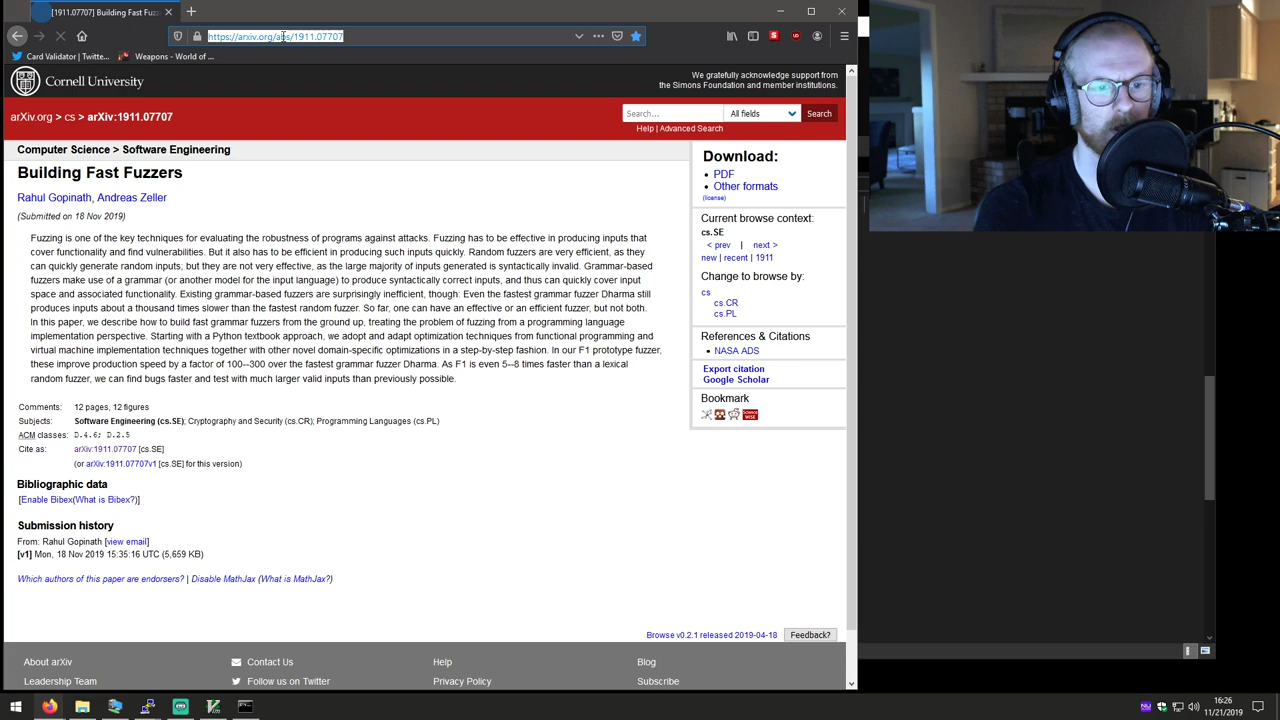 [1911.07707] Building Fast Fuzz
https://arxiv.org/abs/1911.07707
Card Validator | Twitte...
Weapons - World of ...
Cornell University
We gratefully acknowledge support from
the Simons Foundation and member institutions.
arXiv.org > cs > arXiv:1911.07707
Search...
All fields
Search
Help | Advanced Search
Computer Science > Software Engineering
Building Fast Fuzzers
Rahul Gopinath, Andreas Zeller
(Submitted on 18 Nov 2019)
Fuzzing is one of the key techniques for evaluating the robustness of programs against attacks. Fuzzing has to be effective in producing inputs that
cover functionality and find vulnerabilities. But it also has to be efficient in producing such inputs quickly. Random fuzzers are very efficient, as they
can quickly generate random inputs; but they are not very effective, as the large majority of inputs generated is syntactically invalid. Grammar-based
fuzzers make use of a grammar (or another model for the input language) to produce syntactically correct inputs, and thus can quickly cover input
space and associated functionality. Existing grammar-based fuzzers are surprisingly inefficient, though: Even the fastest grammar fuzzer Dharma still
produces inputs about a thousand times slower than the fastest random fuzzer. So far, one can have an effective or an efficient fuzzer, but not both.
In this paper, we describe how to build fast grammar fuzzers from the ground up, treating the problem of fuzzing from a programming language
implementation perspective. Starting with a Python textbook approach, we adopt and adapt optimization techniques from functional programming and
virtual machine implementation techniques together with other novel domain-specific optimizations in a step-by-step fashion. In our F1 prototype fuzzer,
these improve production speed by a factor of 100--300 over the fastest grammar fuzzer Dharma. As F1 is even 5--8 times faster than a lexical
random fuzzer, we can find bugs faster and test with much larger valid inputs than previously possible.
Comments: 12 pages, 12 figures
Subjects: Software Engineering (cs.SE); Cryptography and Security (cs.CR); Programming Languages (cs.PL)
ACM classes: D.4.6; D.2.5
Cite as: arXiv:1911.07707 [cs.SE]
(or arXiv:1911.07707v1 [cs.SE] for this version)
Bibliographic data
[Enable Bibex(What is Bibex?)]
Submission history
From: Rahul Gopinath [view email]
[v1] Mon, 18 Nov 2019 15:35:16 UTC (5,659 KB)
Which authors of this paper are endorsers? | Disable MathJax (What is MathJax?)
Download:
PDF
Other formats
(license)
Current browse context:
cs.SE
< prev | next >
new | recent | 1911
Change to browse by:
cs
cs.CR
cs.PL
References & Citations
NASA ADS
Export citation
Google Scholar
Bookmark
Browse v0.2.1 released 2019-04-18
Feedback?
About arXiv
Leadership Team
Contact Us
Follow us on Twitter
Help
Privacy Policy
Blog
Subscribe
16:26
11/21/2019